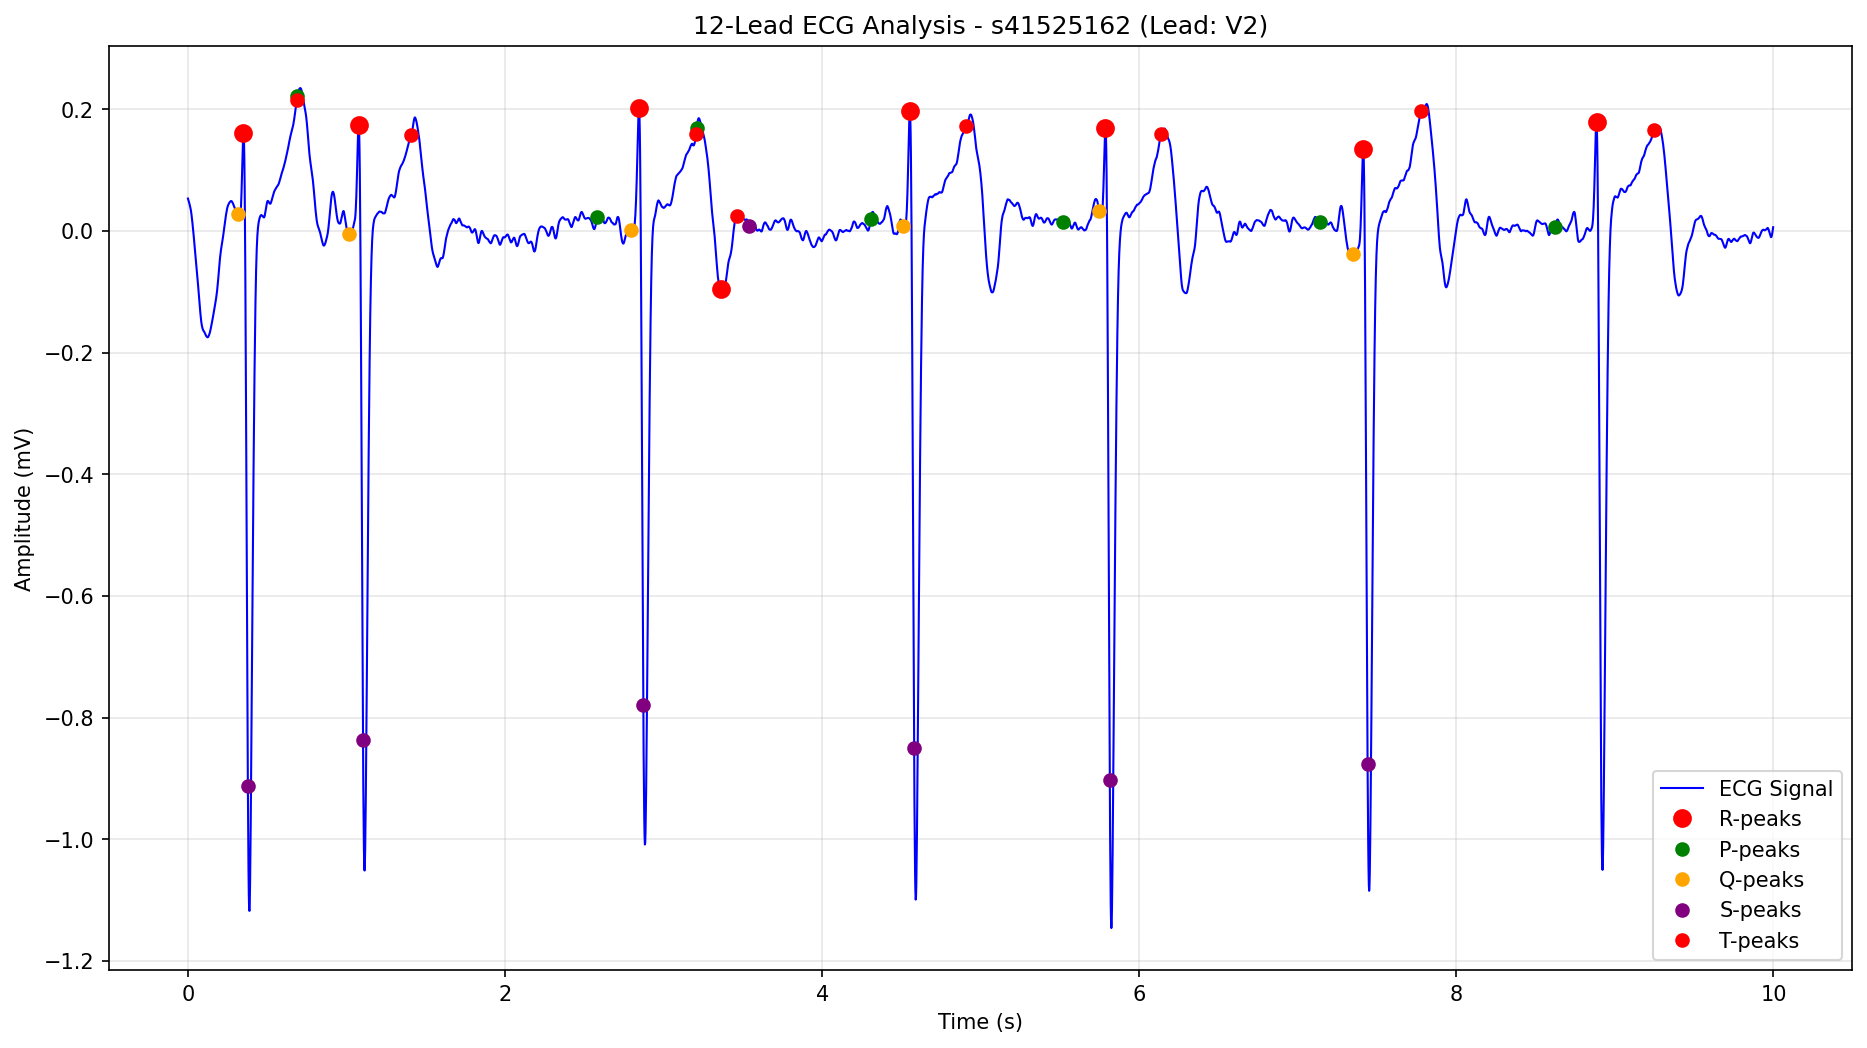 12-Lead ECG Analysis - s41525162 (Lead: V2)
Amplitude (mV)
0.2
0.0
−0.2
−0.4
−0.6
−0.8
−1.0
−1.2
0 2 4 6 8 10
Time (s)
ECG Signal
R-peaks
P-peaks
Q-peaks
S-peaks
T-peaks